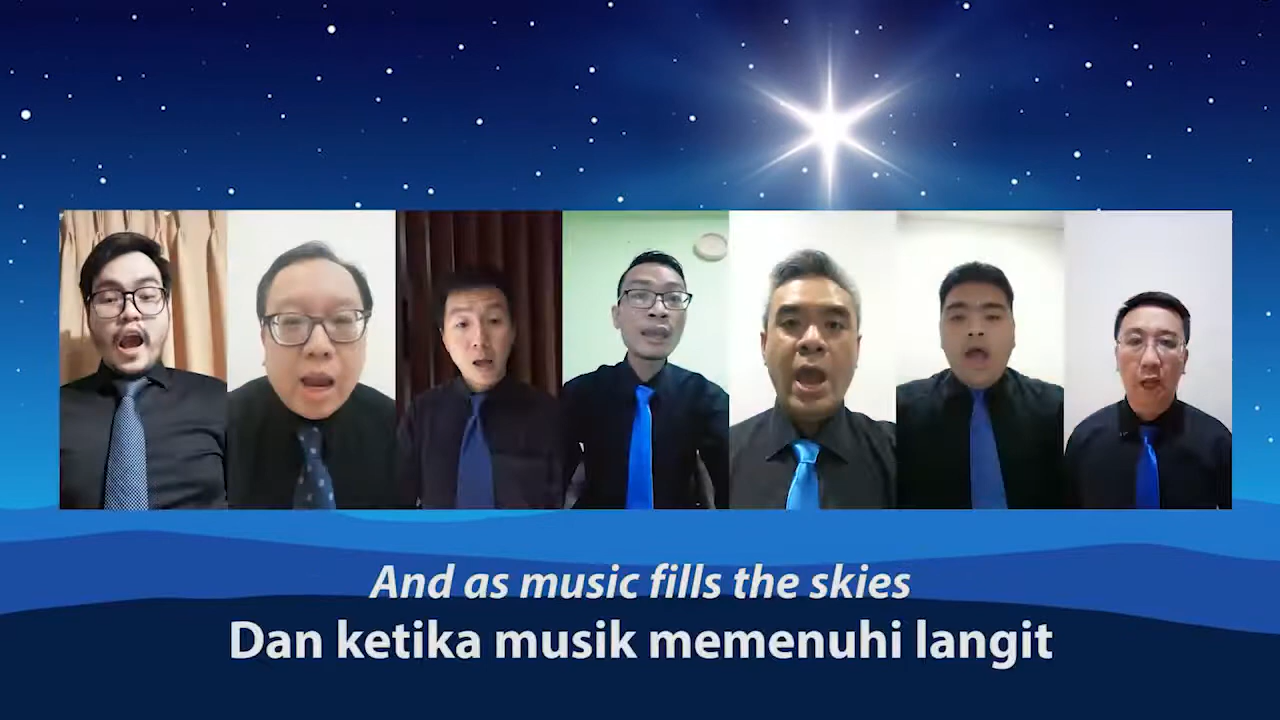 And as music fills the skies
Dan ketika musik memenuhi langit